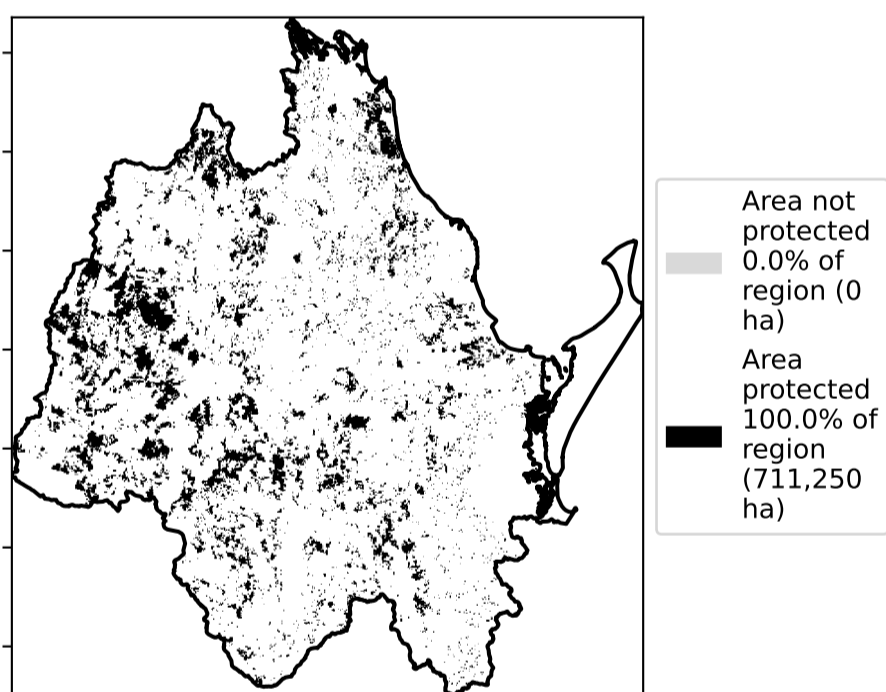 Area not
protected
0.0% of
region (0
ha)
Area
protected
100.0% of
region
(711,250
ha)